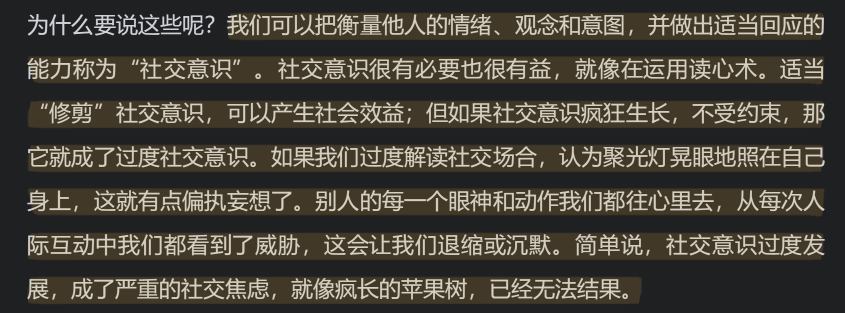 为什么要说这些呢？我们可以把衡量他人的情绪、观念和意图，并做出适当回应的
能力称为“社交意识”。社交意识很有必要也很有益，就像在运用读心术。适当
“修剪”社交意识，可以产生社会效益；但如果社交意识疯狂生长，不受约束，那
它就成了过度社交意识。如果我们过度解读社交场合，认为聚光灯晃眼地照在自己
身上，这就有点偏执妄想了。别人的每一个眼神和动作我们都往心里去，从每次人
际互动中我们都看到了威胁，这会让我们退缩或沉默。简单说，社交意识过度发
展，成了严重的社交焦虑，就像疯长的苹果树，已经无法结果。